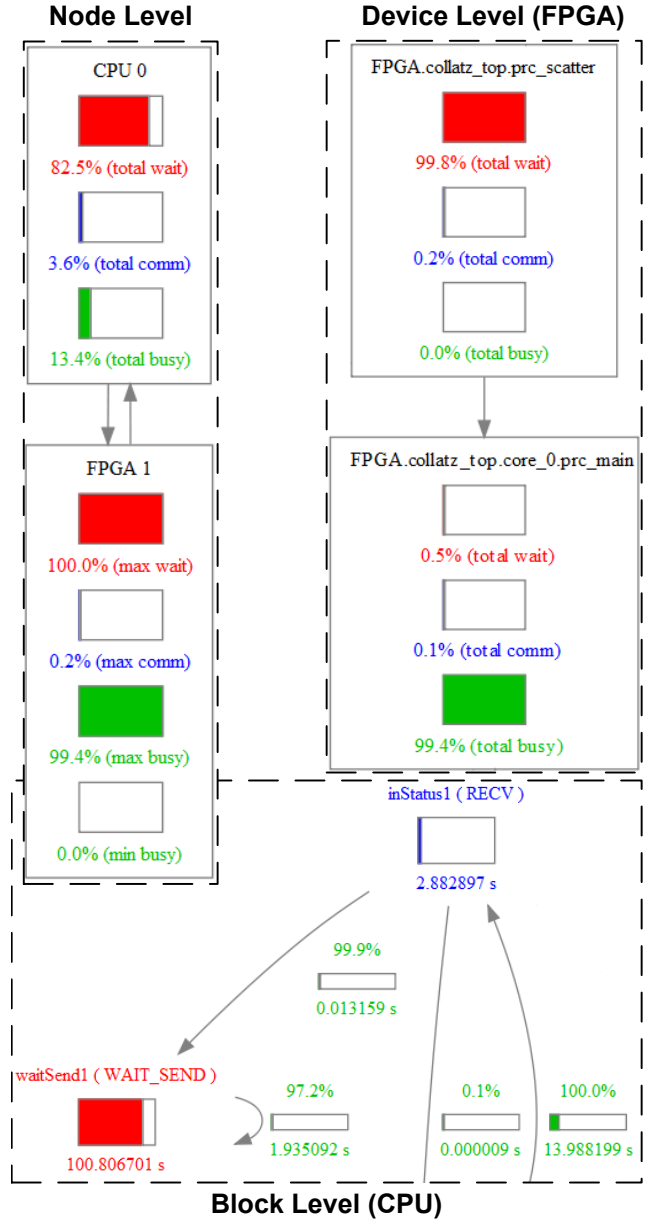 Node Level
CPU 0
82.5% (total wait)
3.6% (total comm)
13.4% (total busy)
FPGA 1
100.0% (max wait)
0.2% (max comm)
99.4% (max busy)
0.0% (min busy)
Device Level (FPGA)
FPGA.collatz_top.prc_scatter
99.8% (total wait)
0.2% (total comm)
0.0% (total busy)
FPGA.collatz_top.core_0.prc_main
0.5% (total wait)
0.1% (total comm)
99.4% (total busy)
inStatus1 ( RECV )
2.882897 s
99.9%
0.013159 s
waitSend1 ( WAIT_SEND )
100.806701 s
97.2%
1.935092 s
0.1%
0.000009 s
100.0%
13.988199 s
Block Level (CPU)